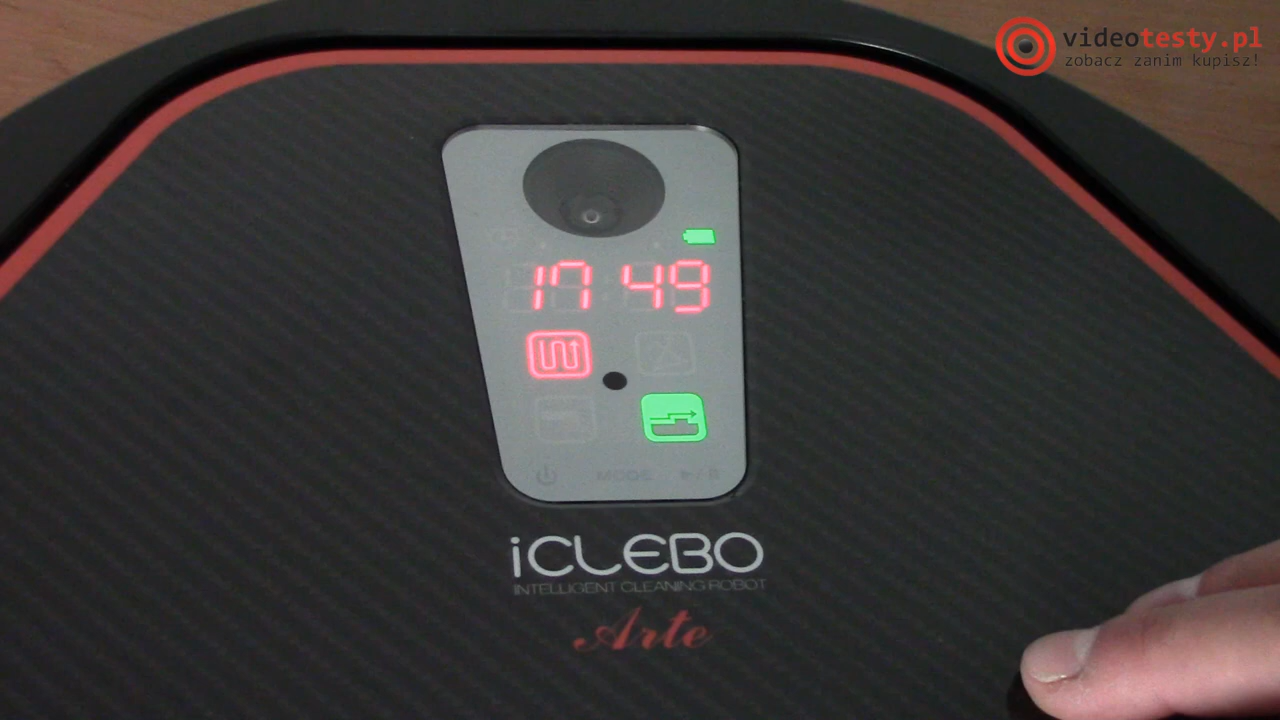 videotesty.pl
zobacz zanim kupisz!
17 49
MODE
iCLEBO
INTELLIGENT CLEANING ROBOT
Arte